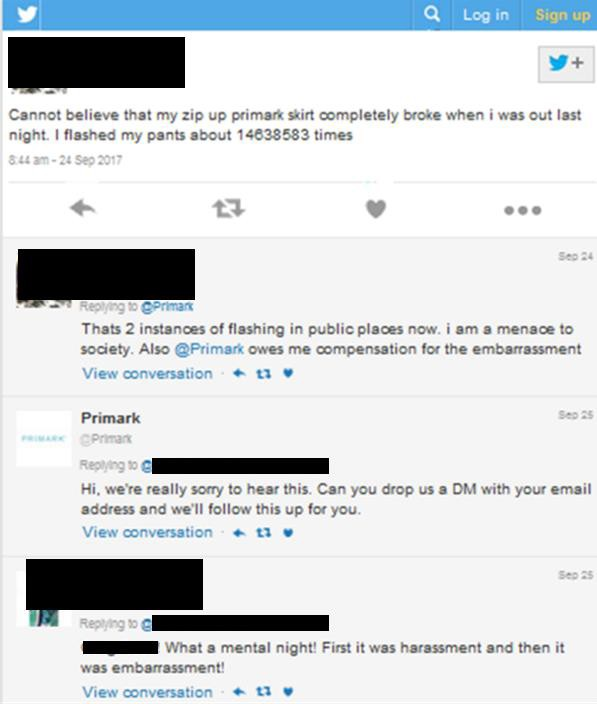 Log in Sign up
Cannot believe that my zip up primark skirt completely broke when i was out last
night. I flashed my pants about 14638583 times
8:44 am - 24 Sep 2017
Sep 24
Replying to @Primark
Thats 2 instances of flashing in public places now. i am a menace to
society. Also @Primark owes me compensation for the embarrassment
View conversation ·
Primark
Sep 25
PRIMARK
@Primark
Replying to @
Hi, we're really sorry to hear this. Can you drop us a DM with your email
address and we'll follow this up for you.
View conversation ·
Sep 25
Replying to @
! What a mental night! First it was harassment and then it
was embarrassment!
View conversation ·